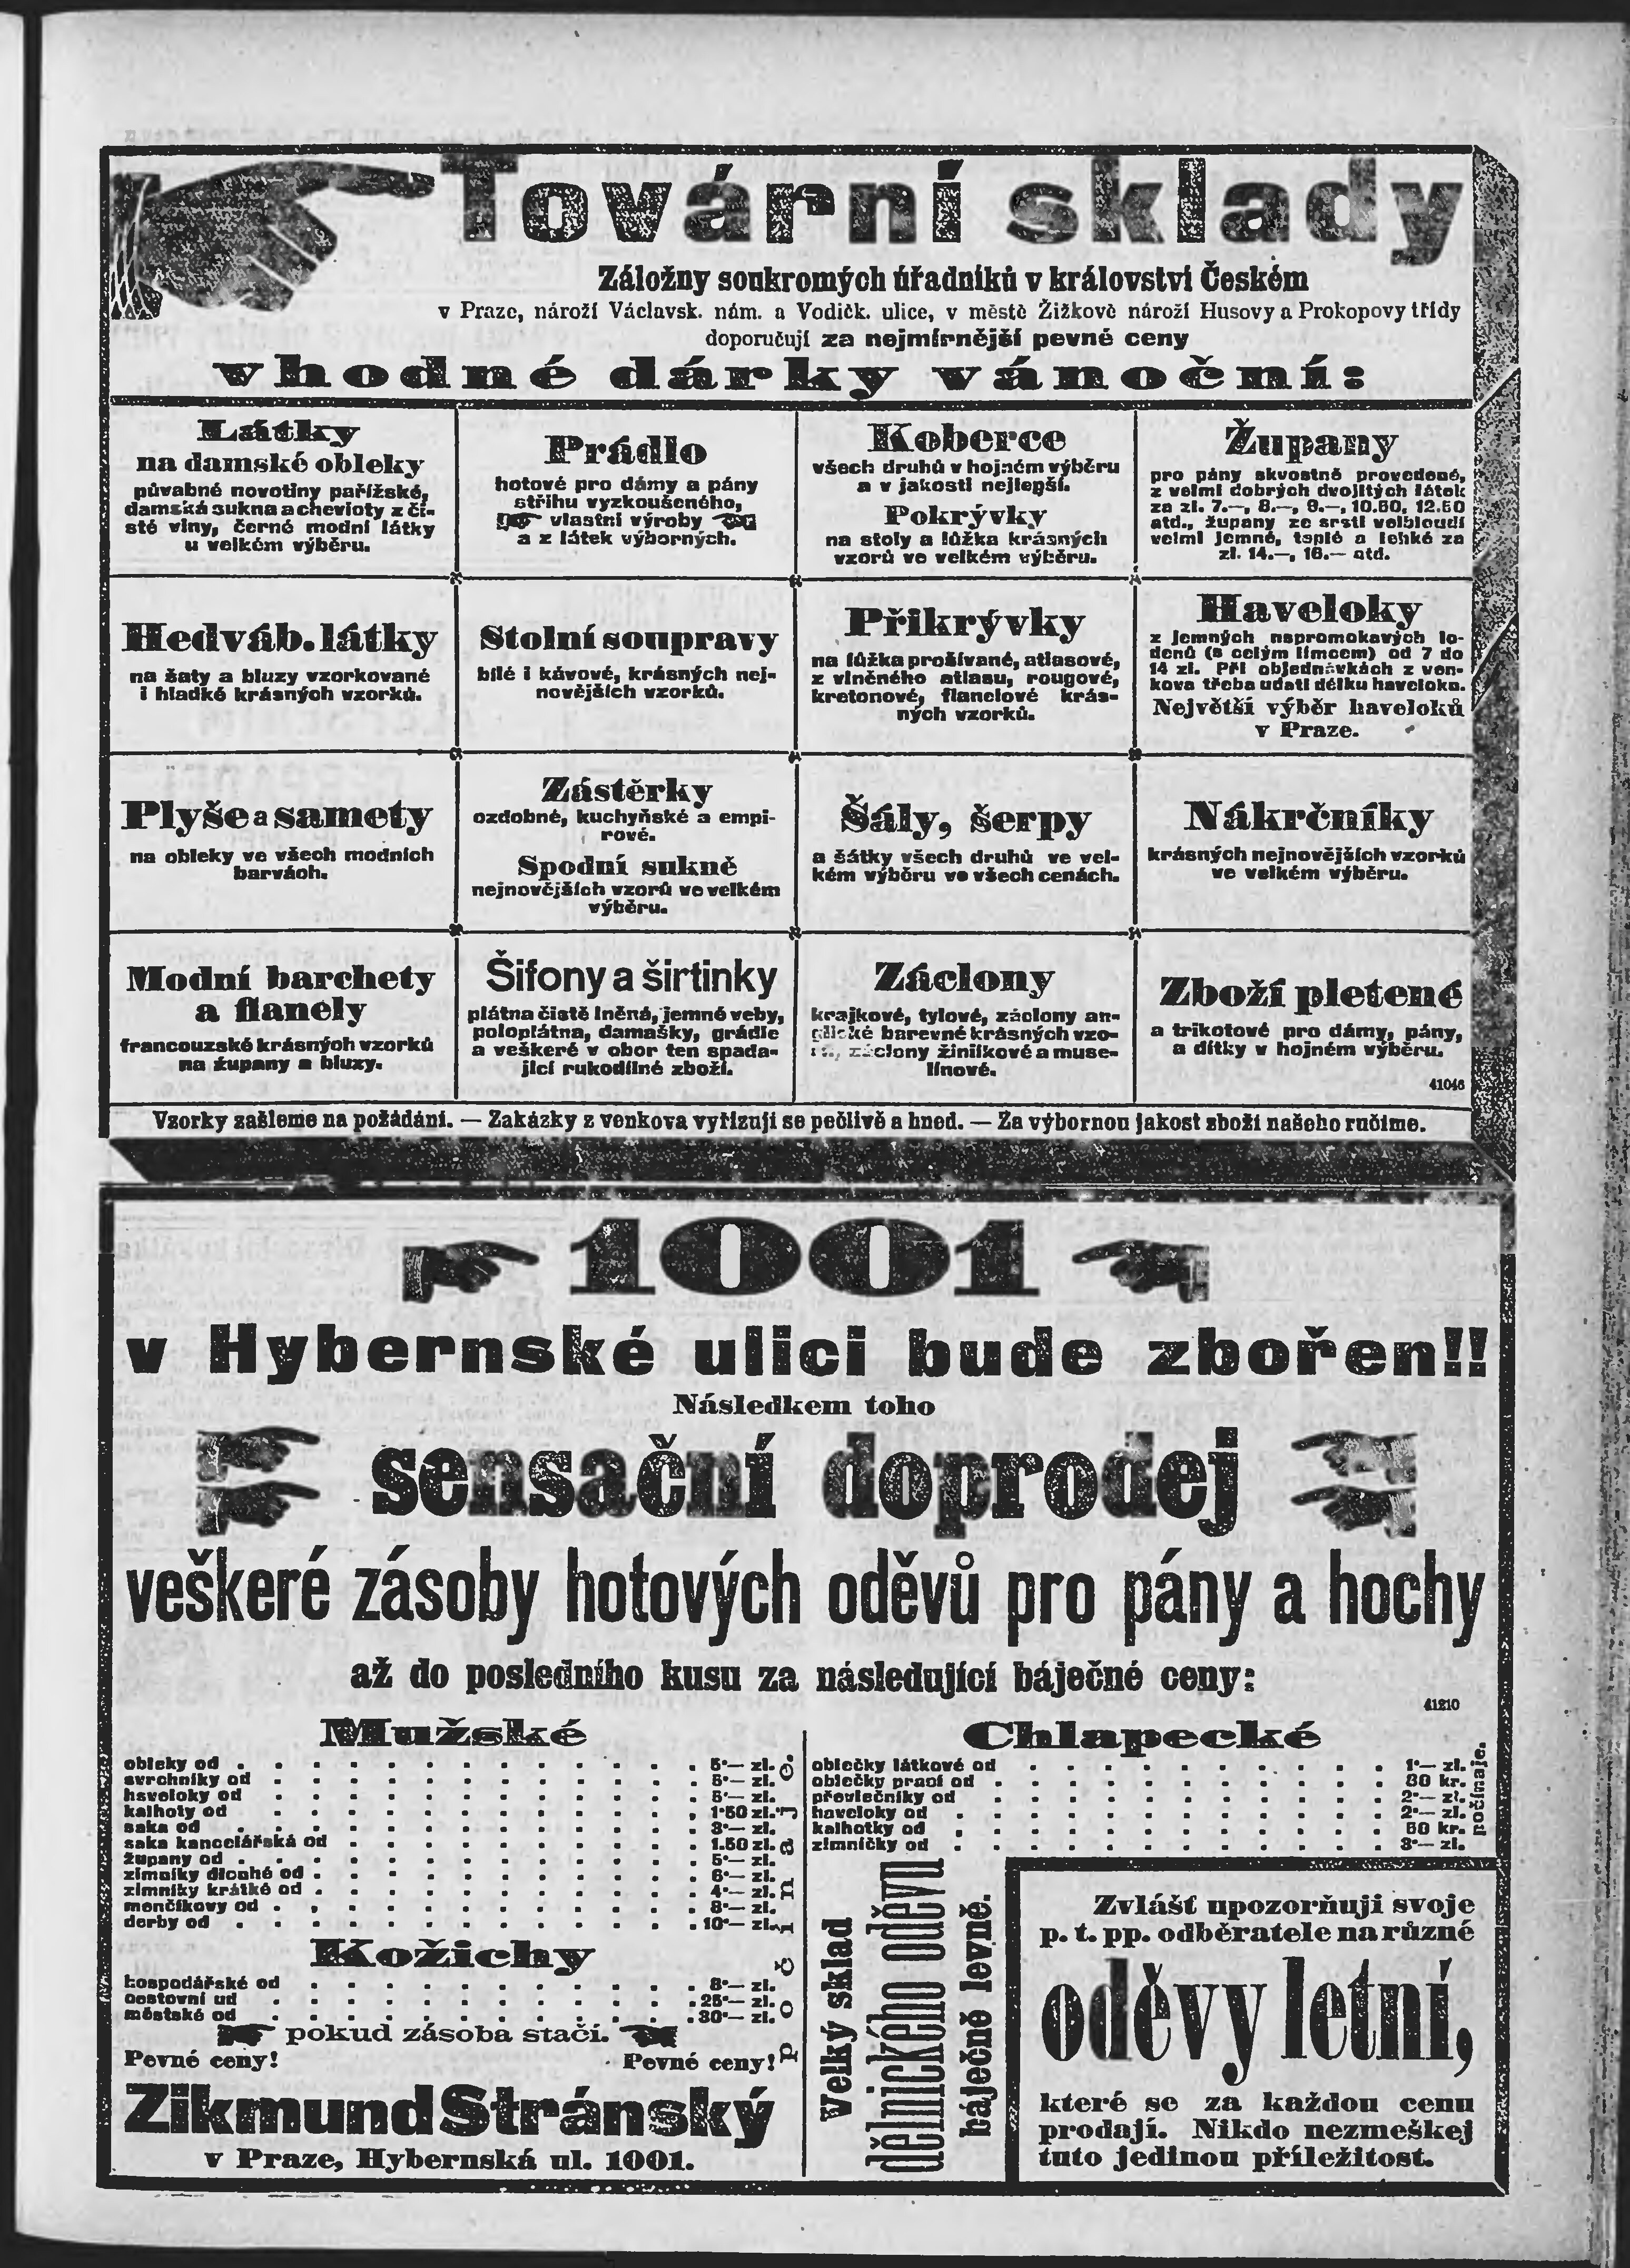 Tovární sklady
Záložny soukromých úřadníků v království Českém
v Praze, nároží Václavsk. nám. a Vodičk. ulice, v městě Žižkově nároží Husovy a Prokopovy třídy
doporučují za nejmírnější pevné ceny
vhodné dárky vánoční:
Látky
na damské obleky
půvabné novotiny pařížské,
damská sukna a chevioty z či-
sté vlny, černé modní látky
u velkém výběru.
Prádlo
hotové pro dámy a pány
střihu vyzkoušeného,
vlastní výroby
a z látek výborných.
Koberce
všech druhů v hojném výběru
a v jakosti nejlepší.
Pokrývky
na stoly a lůžka krásných
vzorů ve velkém výběru.
Župany
pro pány skvostně provedené,
z velmi dobrých dvojitých látek
za zl. 7.—, 8.—, 9.—, 10.50, 12.50
atd., župany ze srsti velbloudí
velmi jemné, teplé a lehké za
zl. 14.—, 16.— atd.
Hedváb. látky
na šaty a bluzy vzorkované
i hladké krásných vzorků.
Stolní soupravy
bílé i kávové, krásných nej-
novějších vzorků.
Přikrývky
na lůžka prošívané, atlasové,
z vlněného atlasu, rougové,
kretonové, flanelové krás-
ných vzorků.
Haveloky
z jemných nepromokavých lo-
denů (s celým límcem) od 7 do
14 zl. Při objednávkách z ven-
kova třeba udati délku haveloku.
Největší výběr haveloků
v Praze.
Plyše a samety
na obleky ve všech modních
barvách.
Zástěrky
ozdobné, kuchyňské a empi-
rové.
Spodní sukně
nejnovějších vzorů ve velkém
výběru.
Šály, šerpy
a šátky všech druhů ve vel-
kém výběru ve všech cenách.
Nákrčníky
krásných nejnovějších vzorků
ve velkém výběru.
Modní barchety
a flanely
francouzské krásných vzorků
na župany a bluzy.
Šifony a širtinky
plátna čistě lněná, jemné veby,
poloplátna, damašky, grádle
a veškeré v obor ten spada-
jící rukodílné zboží.
Záclony
krajkové, tylové, záclony an-
glické barevné krásných vzo-
rů, záclony žinilkové a muse-
línové.
Zboží pletené
a trikotové pro dámy, pány,
a dítky v hojném výběru.
41046
Vzorky zašleme na požádání. — Zakázky z venkova vyřizují se pečlivě a hned. — Za výbornou jakost zboží našeho ručíme.
1001
v Hybernské ulici bude zbořen!!
Následkem toho
sensační doprodej
veškeré zásoby hotových oděvů pro pány a hochy
až do posledního kusu za následující báječné ceny:
41210
Mužské
obleky od . . . 5·— zl.
svrchníky od . . . 5·— zl.
haveloky od . . . 5·— zl.
kalhoty od . . . 1·50 zl.
saka od . . . 3·— zl.
saka kancelářská od . . . 1.50 zl.
župany od . . . 5·— zl.
zimníky dlouhé od . . . 6·— zl.
zimníky krátké od . . . 4·— zl.
menčíkovy od . . . 8·— zl.
derby od . . . 10·— zl.
Kožichy
hospodářské od . . . 8·— zl.
cestovní od . . . 25·— zl.
městské od . . . 30·— zl.
počínaje.
pokud zásoba stačí.
Pevné ceny! Pevné ceny!
Zikmund Stránský
v Praze, Hybernská ul. 1001.
Chlapecké
oblečky látkové od . . . 1·— zl.
oblečky prací od . . . 80 kr.
převlečníky od . . . 2·— zl.
haveloky od . . . 2·— zl.
kalhotky od . . . 50 kr.
zimničky od . . . 3·— zl.
počínaje.
Velký sklad
dělnického oděvu
báječně levně.
Zvlášť upozorňuji svoje
p. t. pp. odběratele na různé
oděvy letní,
které se za každou cenu
prodají. Nikdo nezmeškej
tuto jedinou příležitost.